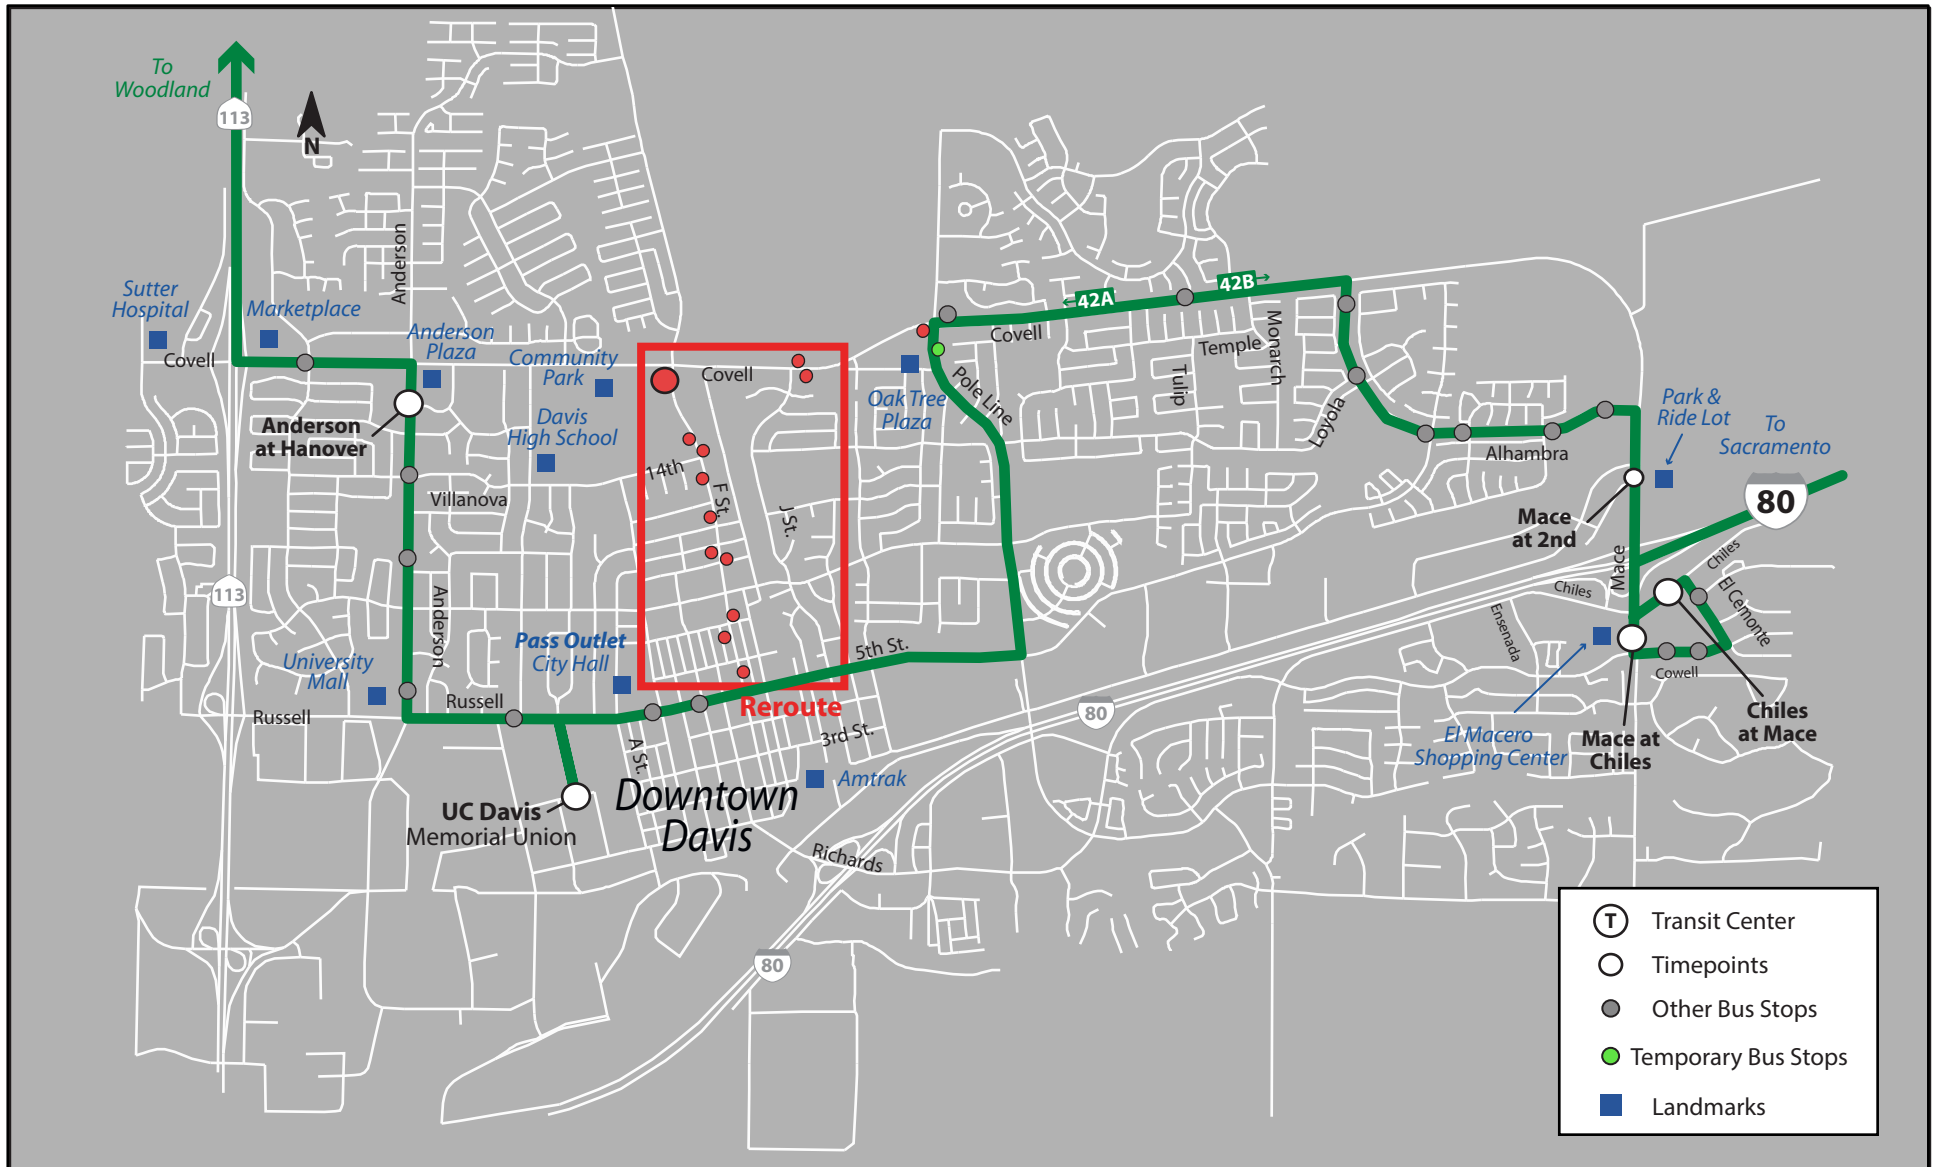 To
Woodland
113
N
Anderson
Sutter
Hospital
Marketplace
Covell
Anderson
Plaza
Community
Park
Davis
High School
Anderson
at Hanover
Villanova
Anderson
113
University
Mall
Russell
Russell
Pass Outlet
City Hall
UC Davis
Memorial Union
Covell
14th
F St.
J St.
5th St.
Reroute
3rd St.
A St.
Downtown
Davis
Amtrak
Richards
80
80
Oak Tree
Plaza
Pole Line
Covell
←42A
42B→
Temple
Tulip
Monarch
Loyola
Alhambra
Park &
Ride Lot
To
Sacramento
80
Mace
at 2nd
Mace
Chiles
Chiles
El Cemonte
Ensenada
Cowell
El Macero
Shopping Center
Mace at
Chiles
Chiles
at Mace
T Transit Center
Timepoints
Other Bus Stops
Temporary Bus Stops
Landmarks